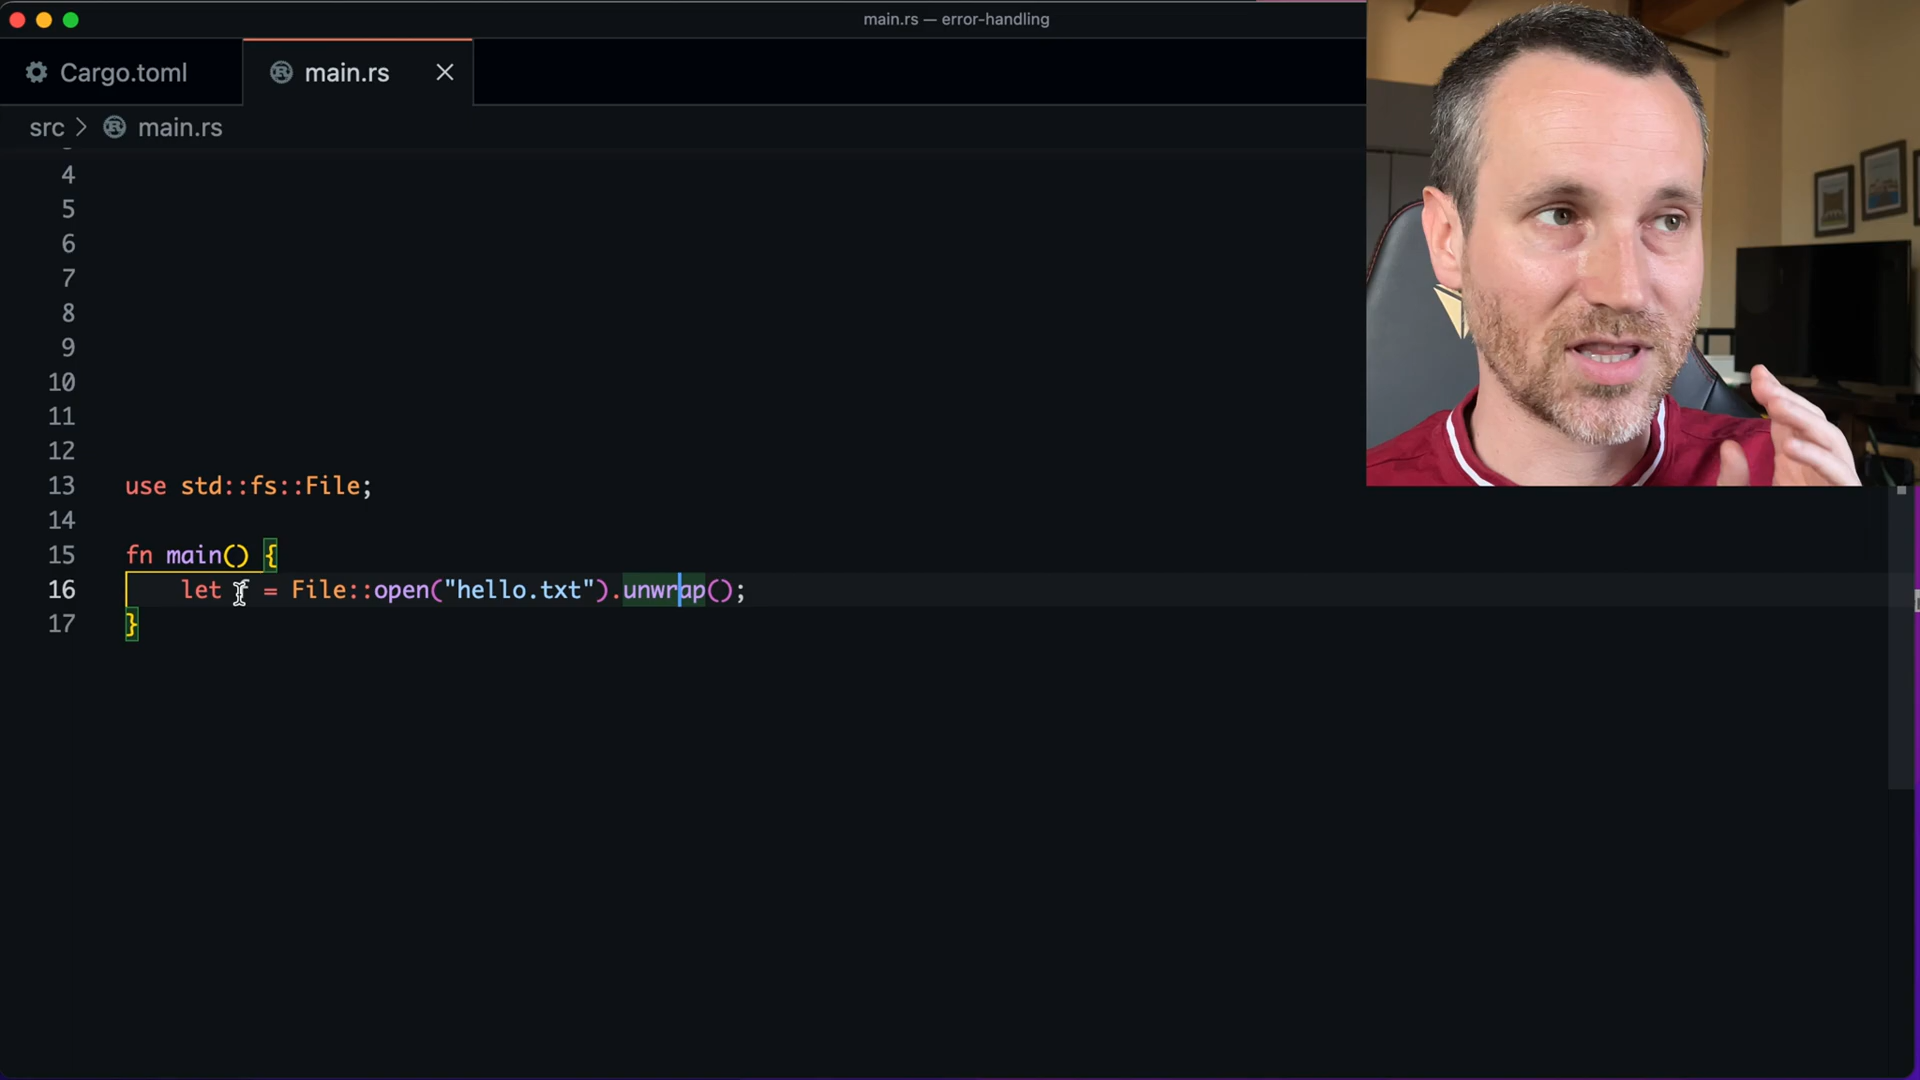 main.rs — error-handling
Cargo.toml
main.rs
src > main.rs
4
5
6
7
8
9
10
11
12
13 use std::fs::File;
14
15 fn main() {
16 let f = File::open("hello.txt").unwrap();
17 }